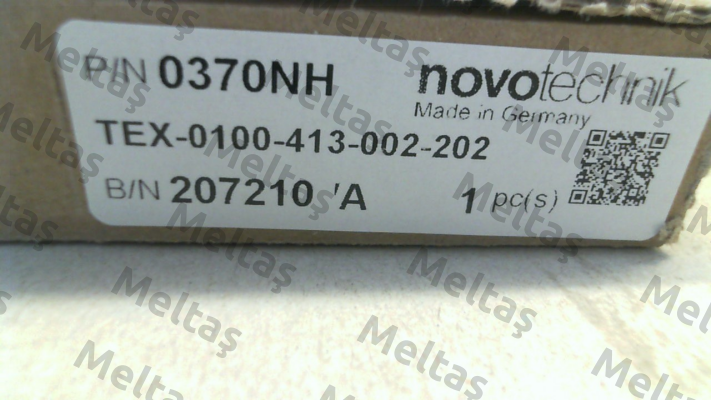 P/N 0370NH
novotechnik
Made in Germany
TEX-0100-413-002-202
B/N 207210 /A
1 pc(s)
Meltaş